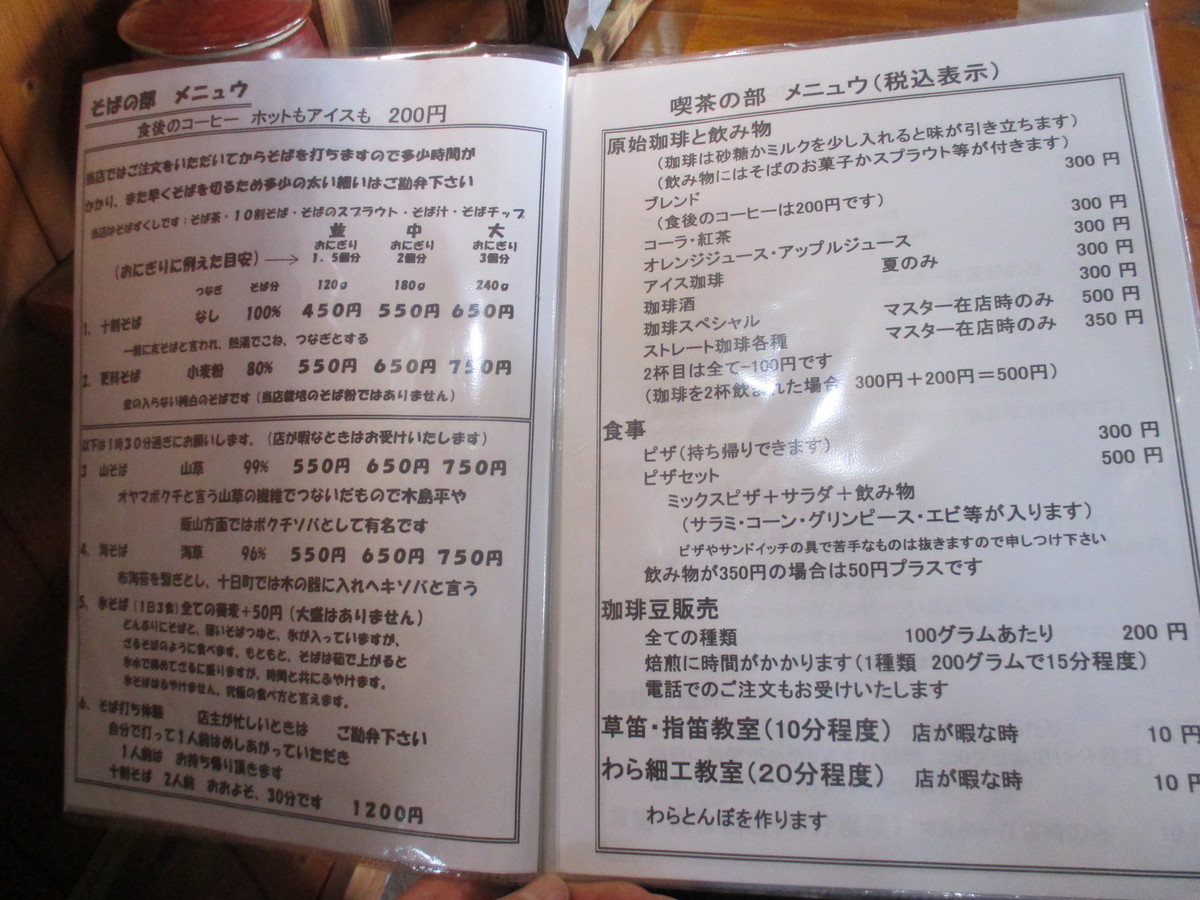 そばの部 メニュウ
食後のコーヒー ホットもアイスも 200円
当店ではご注文をいただいてからそばを打ちますので多少時間が
かかり、また早くそばを切るため多少の太い細いはご勘弁下さい
当店はそばずくしです：そば茶・10割そば・そばのスプラウト・そば汁・そばチップ
並 中 大
おにぎり おにぎり おにぎり
(おにぎりに例えた目安)→ 1.5個分 2個分 3個分
つなぎ そば分 120g 180g 240g
1. 十割そば なし 100% 450円 550円 650円
一般に友そばと言われ、熱湯でこね、つなぎとする
2. 更科そば 小麦粉 80% 550円 650円 750円
皮の入らない純白のそばです(当店栽培のそば粉ではありません)
以下は1時30分過ぎにお願いします。(店が暇なときはお受けいたします)
3 山そば 山草 99% 550円 650円 750円
オヤマボクチと言う山草の繊維でつないだもので木島平や
飯山方面ではボクチソバとして有名です
4. 海そば 海草 96% 550円 650円 750円
布海苔を繋ぎとし、十日町では木の器に入れヘキソバと言う
5. 氷そば(1日3食)全ての蕎麦+50円(大盛はありません)
どんぶりにそばと、薄いそばつゆと、氷が入っていますが、
ざるそばのように食べます。もともと、そばは茹で上がると
氷水で締めてざるに盛りますが、時間と共にふやけます。
氷そばはふやけません、究極の食べ方と言えます。
6. そば打ち体験 店主が忙しいときは ご勘弁下さい
自分で打って1人前はめしあがっていただき
1人前は お持ち帰り頂きます
十割そば 2人前 おおよそ、30分です 1200円
喫茶の部 メニュウ(税込表示)
原始珈琲と飲み物
(珈琲は砂糖かミルクを少し入れると味が引き立ちます)
(飲み物にはそばのお菓子かスプラウト等が付きます)
ブレンド 300円
(食後のコーヒーは200円です)
コーラ・紅茶 300円
オレンジジュース・アップルジュース 300円
アイス珈琲 夏のみ 300円
珈琲酒 300円
珈琲スペシャル マスター在店時のみ 500円
ストレート珈琲各種 マスター在店時のみ 350円
2杯目は全て-100円です
(珈琲を2杯飲まれた場合 300円+200円=500円)
食事
ピザ(持ち帰りできます) 300円
ピザセット 500円
ミックスピザ+サラダ+飲み物
(サラミ・コーン・グリンピース・エビ等が入ります)
ピザやサンドイッチの具で苦手なものは抜きますので申しつけ下さい
飲み物が350円の場合は50円プラスです
珈琲豆販売
全ての種類 100グラムあたり 200円
焙煎に時間がかかります(1種類 200グラムで15分程度)
電話でのご注文もお受けいたします
草笛・指笛教室(10分程度) 店が暇な時 10円
わら細工教室(20分程度) 店が暇な時 10円
わらとんぼを作ります